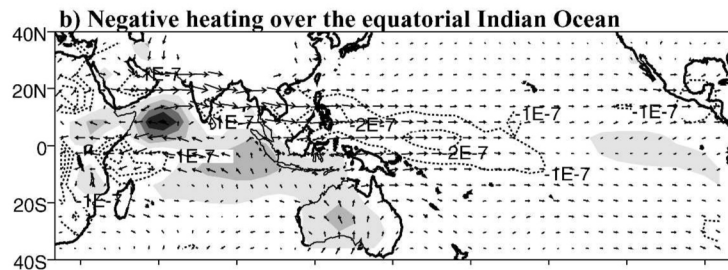 b) Negative heating over the equatorial Indian Ocean
40N
1E-7
20N
1E-7
-2E-7
1E-7
-1E-7
0
-1E-7
-2E-7
1E-7
1E-7
20S
40S